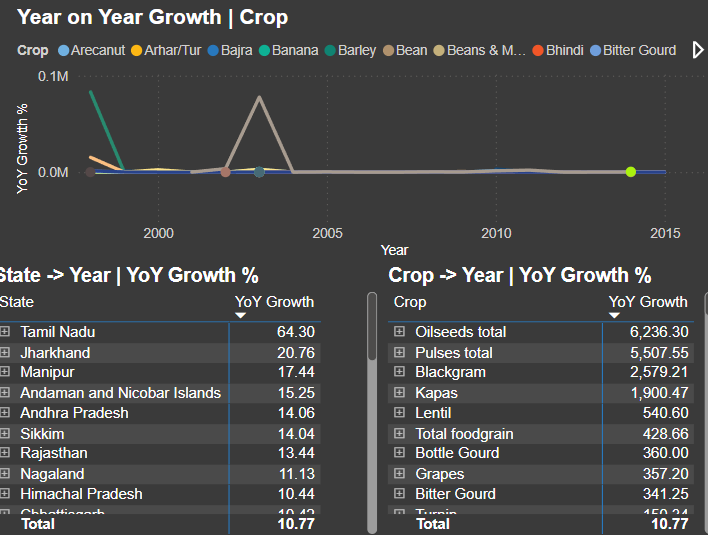 Year on Year Growth | Crop
Crop Arecanut Arhar/Tur Bajra Banana Barley Bean Beans & M... Bhindi Bitter Gourd
0.1M
YoY Growth %
0.0M
2000 2005 2010 2015
Year
State -> Year | YoY Growth %
State YoY Growth
Tamil Nadu 64.30
Jharkhand 20.76
Manipur 17.44
Andaman and Nicobar Islands 15.25
Andhra Pradesh 14.06
Sikkim 14.04
Rajasthan 13.44
Nagaland 11.13
Himachal Pradesh 10.44
Chhattisgarh 10.42
Total 10.77
Crop -> Year | YoY Growth %
Crop YoY Growth
Oilseeds total 6,236.30
Pulses total 5,507.55
Blackgram 2,579.21
Kapas 1,900.47
Lentil 540.60
Total foodgrain 428.66
Bottle Gourd 360.00
Grapes 357.20
Bitter Gourd 341.25
Turnip
Total 10.77